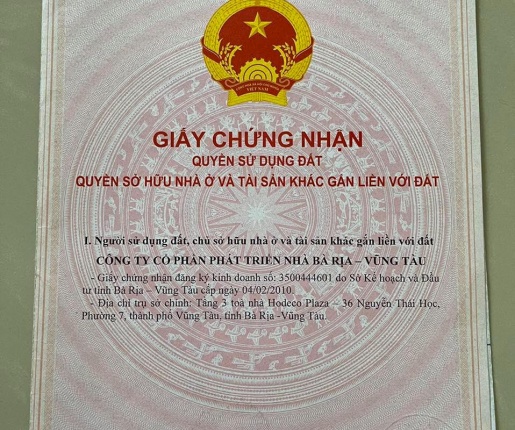 GIẤY CHỨNG NHẬN
QUYỀN SỬ DỤNG ĐẤT
QUYỀN SỞ HỮU NHÀ Ở VÀ TÀI SẢN KHÁC GẮN LIỀN VỚI ĐẤT
I. Người sử dụng đất, chủ sở hữu nhà ở và tài sản khác gắn liền với đất
CÔNG TY CỔ PHẦN PHÁT TRIỂN NHÀ BÀ RỊA – VŨNG TÀU
- Giấy chứng nhận đăng ký kinh doanh số: 3500444601 do Sở Kế hoạch và Đầu
tư tỉnh Bà Rịa – Vũng Tàu cấp ngày 04/02/2010.
- Địa chỉ trụ sở chính: Tầng 3 toà nhà Hodeco Plaza – 36 Nguyễn Thái Học,
Phường 7, thành phố Vũng Tàu, tỉnh Bà Rịa -Vũng Tàu.